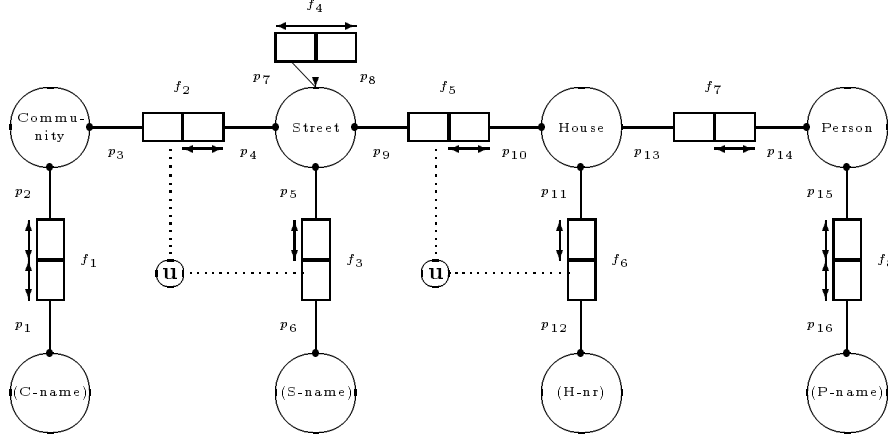 f4
p7 p8
f2 f5 f7
Commu-
nity
Street House Person
p3 p4 p9 p10 p13 p14
p2 p5 p11 p15
f1 u f3 u f6
p1 p6 p12 p16
(C-name) (S-name) (H-nr) (P-name)